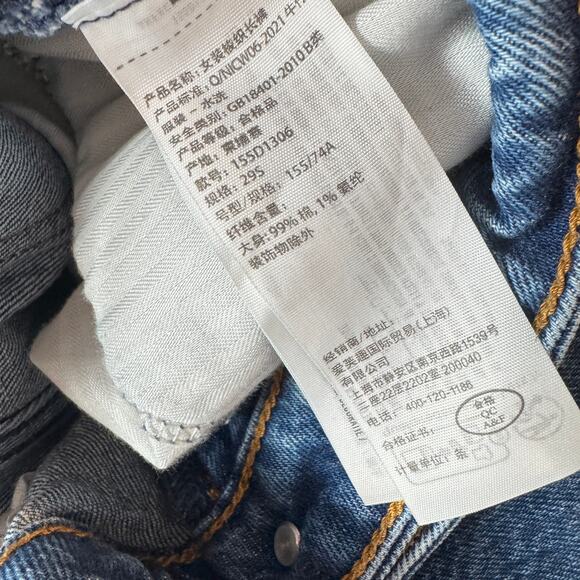 产品名称: 女装梭织长裤
产品标准: Q/NICW06-2021 牛仔
服装 – 水洗
安全类别: GB18401-2010 B类
产品等级: 合格品
产地: 柬埔寨
款号: 155D1306
规格: 29S
号型/规格: 155/74A
纤维含量:
大身: 99% 棉, 1% 氨纶
装饰物除外
经销商/地址:
爱芙趣国际贸易 (上海)
有限公司
上海市静安区南京西路1539号
二座22层2202室 200040
电话: 400-120-1186
合格证书:
合格
QC
A&F
计量单位: 条